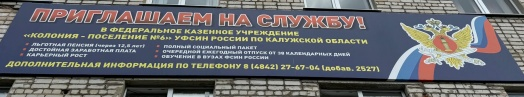 ПРИГЛАШАЕМ НА СЛУЖБУ!
В ФЕДЕРАЛЬНОЕ КАЗЕННОЕ УЧРЕЖДЕНИЕ
«КОЛОНИЯ - ПОСЕЛЕНИЕ №6» УФСИН РОССИИ ПО КАЛУЖСКОЙ ОБЛАСТИ
• ЛЬГОТНАЯ ПЕНСИЯ (через 12,5 лет)
• ДОСТОЙНАЯ ЗАРАБОТНАЯ ПЛАТА
• КАРЬЕРНЫЙ РОСТ
• ПОЛНЫЙ СОЦИАЛЬНЫЙ ПАКЕТ
• ОЧЕРЕДНОЙ ЕЖЕГОДНЫЙ ОТПУСК ОТ 38 КАЛЕНДАРНЫХ ДНЕЙ
• ОБУЧЕНИЕ В ВУЗАХ ФСИН РОССИИ
ДОПОЛНИТЕЛЬНАЯ ИНФОРМАЦИЯ ПО ТЕЛЕФОНУ 8 (4842) 27-67-04 (доб. 2527)